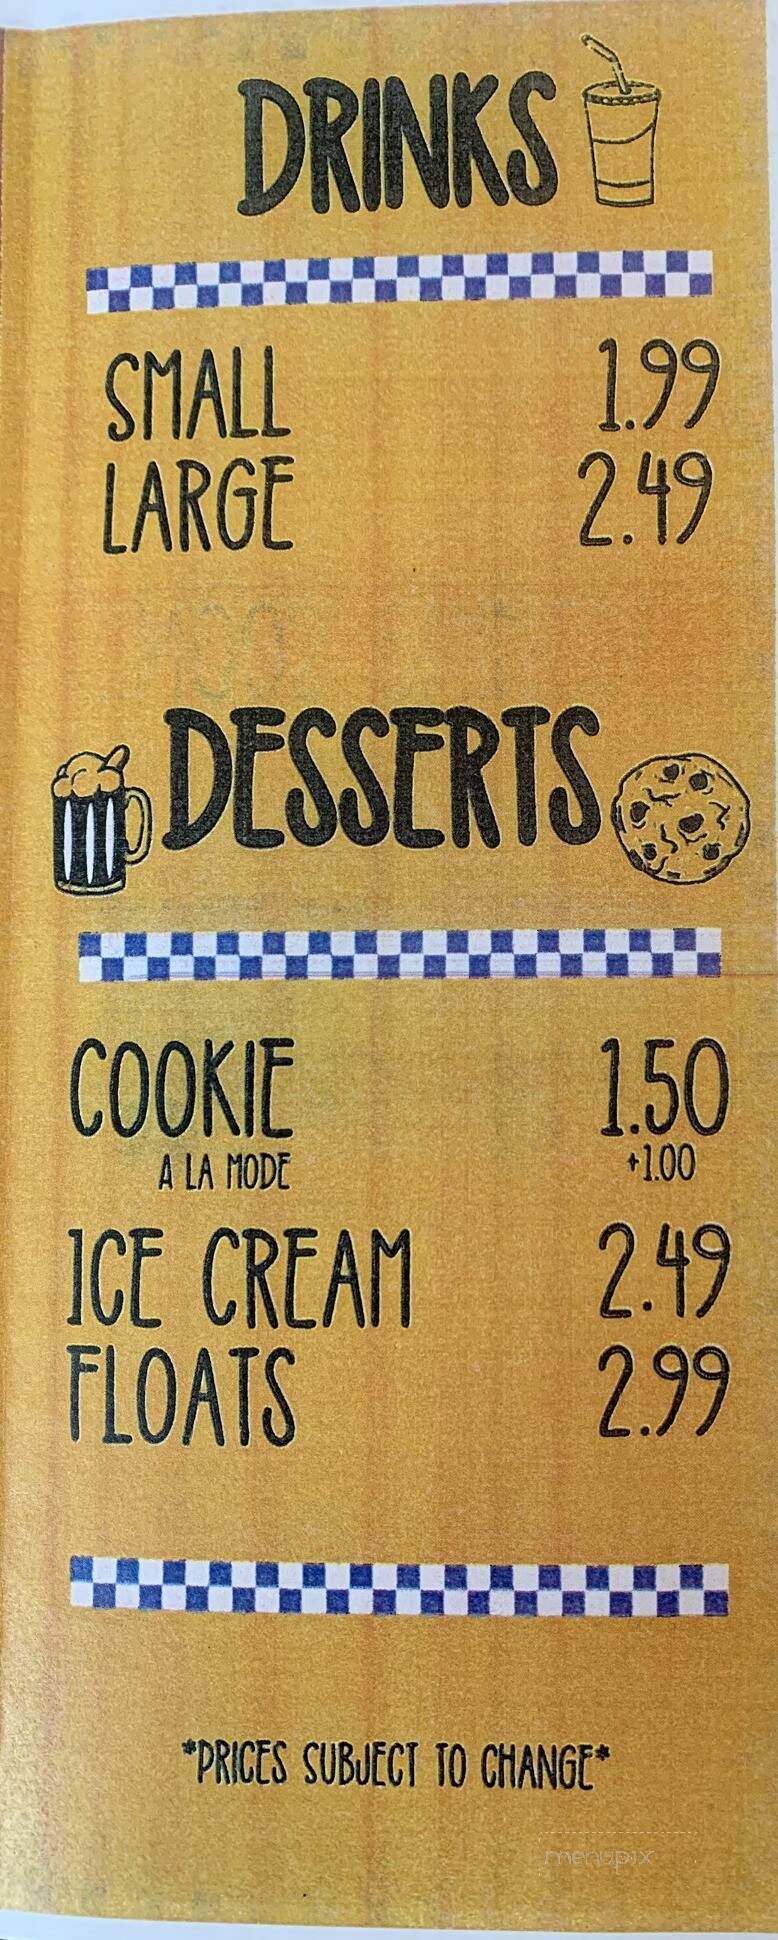 DRINKS
SMALL 1.99
LARGE 2.49
DESSERTS
COOKIE 1.50
A LA MODE +1.00
ICE CREAM 2.49
FLOATS 2.99
*PRICES SUBJECT TO CHANGE*
menupix